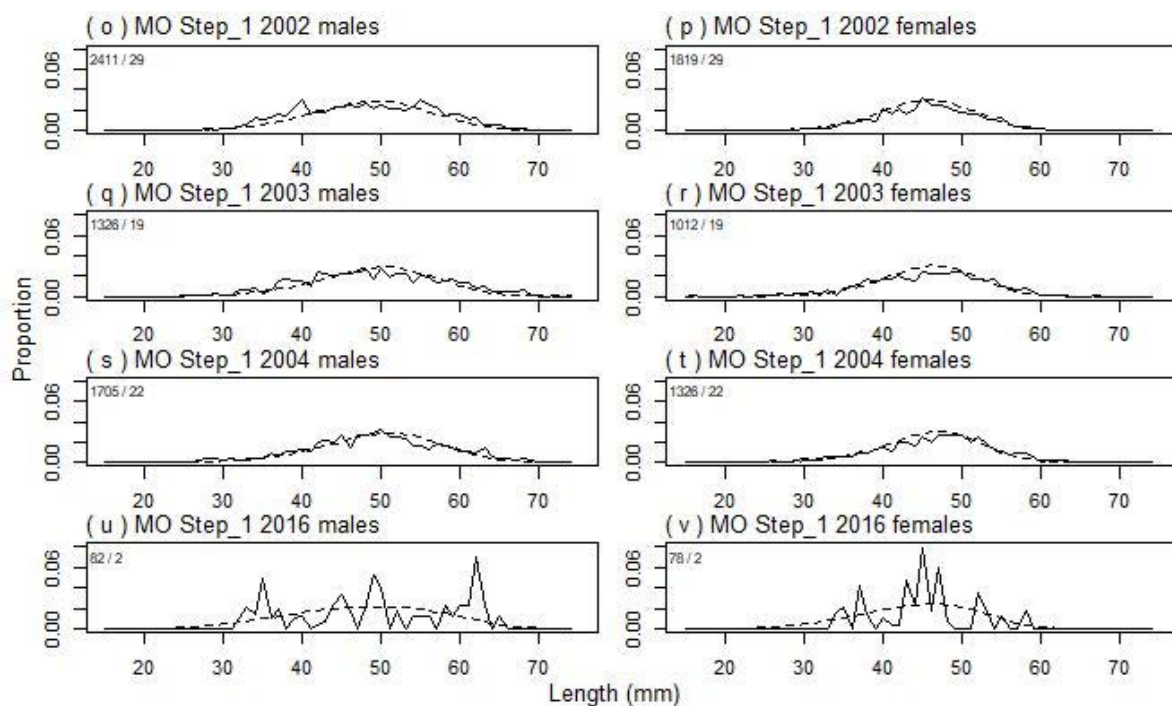 ( o ) MO Step_1 2002 males
( p ) MO Step_1 2002 females
0.06
0.00
2411 / 29
0.06
0.00
1819 / 29
20 30 40 50 60 70
20 30 40 50 60 70
( q ) MO Step_1 2003 males
( r ) MO Step_1 2003 females
0.06
0.00
1326 / 19
0.06
0.00
1012 / 19
20 30 40 50 60 70
20 30 40 50 60 70
Proportion
( s ) MO Step_1 2004 males
( t ) MO Step_1 2004 females
0.06
0.00
1705 / 22
0.06
0.00
1326 / 22
20 30 40 50 60 70
20 30 40 50 60 70
( u ) MO Step_1 2016 males
( v ) MO Step_1 2016 females
0.06
0.00
82 / 2
0.06
0.00
78 / 2
20 30 40 50 60 70
20 30 40 50 60 70
Length (mm)